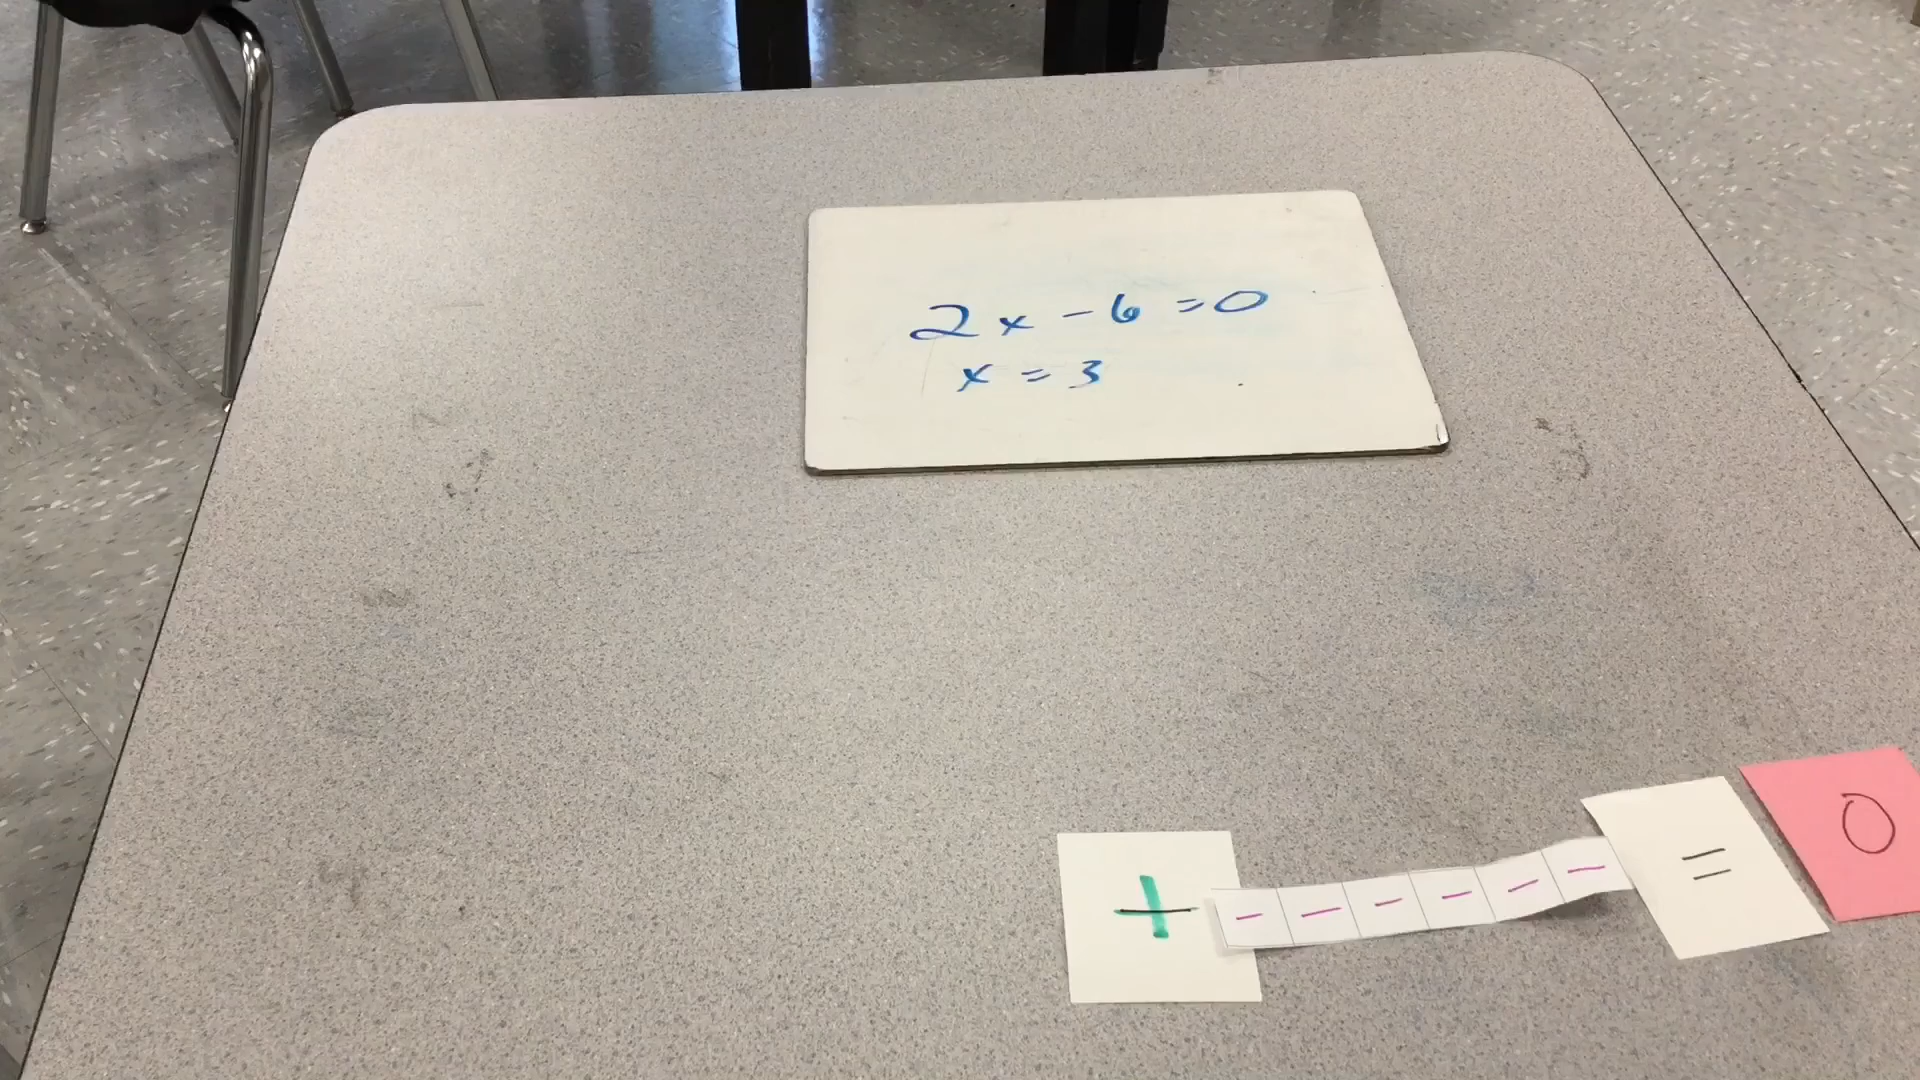 2x - 6 = 0
x = 3
+ - - - - - - = 0